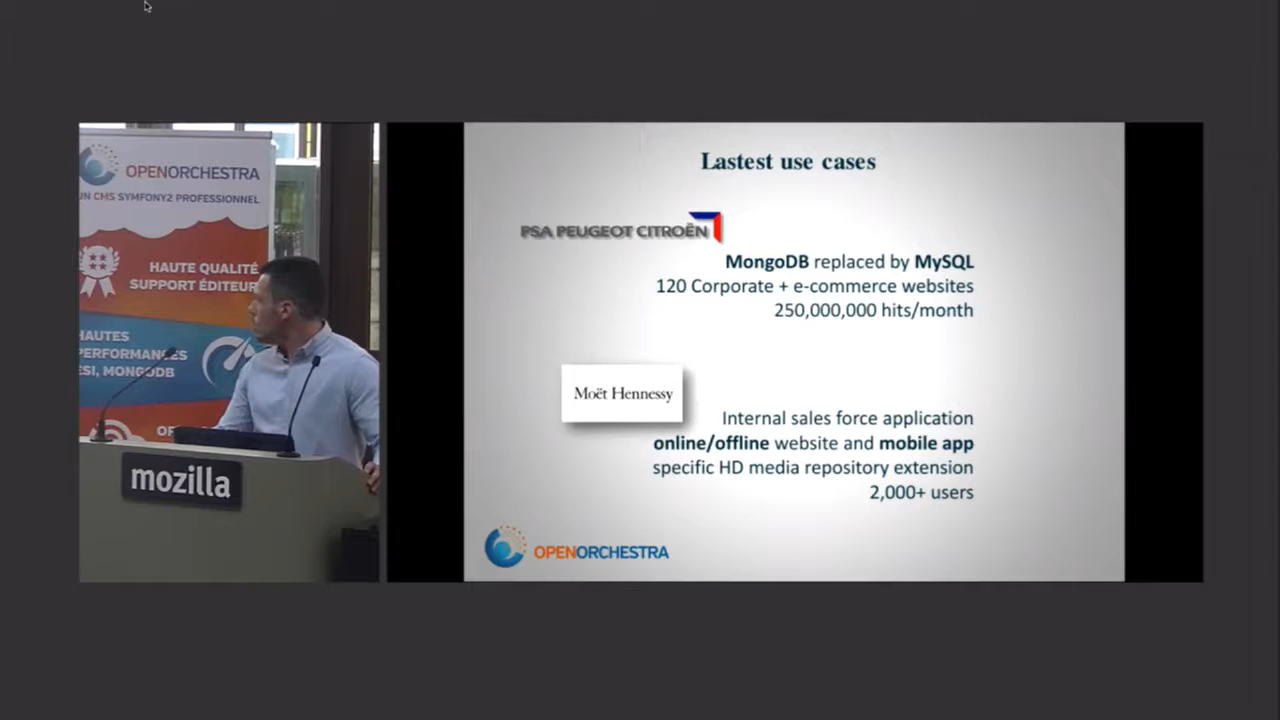 OPENORCHESTRA
UN CMS SYMFONY2 PROFESSIONNEL
HAUTE QUALITÉ
SUPPORT ÉDITEUR
HAUTES
PERFORMANCES
ESI, MONGODB
OP
mozilla
Lastest use cases
PSA PEUGEOT CITROËN
MongoDB replaced by MySQL
120 Corporate + e-commerce websites
250,000,000 hits/month
Moët Hennessy
Internal sales force application
online/offline website and mobile app
specific HD media repository extension
2,000+ users
OPENORCHESTRA